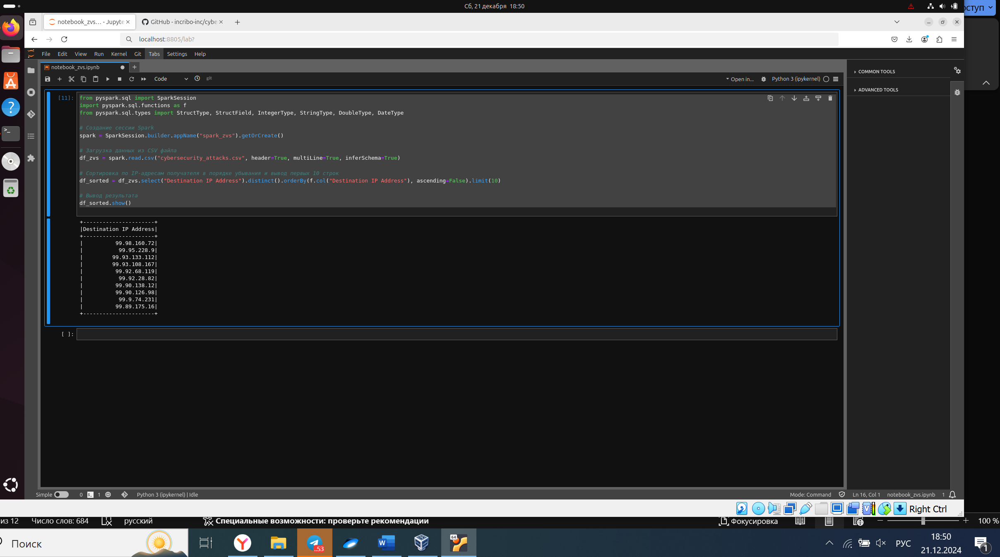 Сб, 21 декабря 18:50
оступ
notebook_zvs… - Jupyte
GitHub - incribo-inc/cybe
localhost:8805/lab?
File Edit View Run Kernel Git Tabs Settings Help
notebook_zvs.ipynb
Code
git
Open in...
Python 3 (ipykernel)
COMMON TOOLS
ADVANCED TOOLS
[11]:
from pyspark.sql import SparkSession
import pyspark.sql.functions as f
from pyspark.sql.types import StructType, StructField, IntegerType, StringType, DoubleType, DateType
# Создание сессии Spark
spark = SparkSession.builder.appName("spark_zvs").getOrCreate()
# Загрузка данных из CSV файла
df_zvs = spark.read.csv("cybersecurity_attacks.csv", header=True, multiLine=True, inferSchema=True)
# Сортировка по IP-адресам получателя в порядке убывания и вывод первых 10 строк
df_sorted = df_zvs.select("Destination IP Address").distinct().orderBy(f.col("Destination IP Address"), ascending=False).limit(10)
# Вывод результата
df_sorted.show()
+----------------------+
|Destination IP Address|
+----------------------+
|          99.98.160.72|
|           99.95.228.9|
|         99.93.133.112|
|         99.93.108.167|
|          99.92.68.119|
|           99.92.28.82|
|          99.90.138.12|
|          99.90.126.98|
|           99.9.74.231|
|          99.89.175.16|
+----------------------+
[ ]:
Simple 0 1 Python 3 (ipykernel) | Idle
Mode: Command Ln 16, Col 1 notebook_zvs.ipynb 1
Right Ctrl
из 12 Число слов: 684 русский Специальные возможности: проверьте рекомендации Фокусировка 100 %
Поиск
..53
64
РУС
18:50
21.12.2024
1